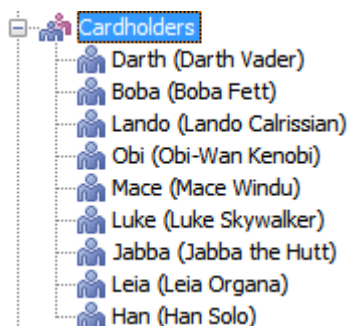 Cardholders
Darth (Darth Vader)
Boba (Boba Fett)
Lando (Lando Calrissian)
Obi (Obi-Wan Kenobi)
Mace (Mace Windu)
Luke (Luke Skywalker)
Jabba (Jabba the Hutt)
Leia (Leia Organa)
Han (Han Solo)